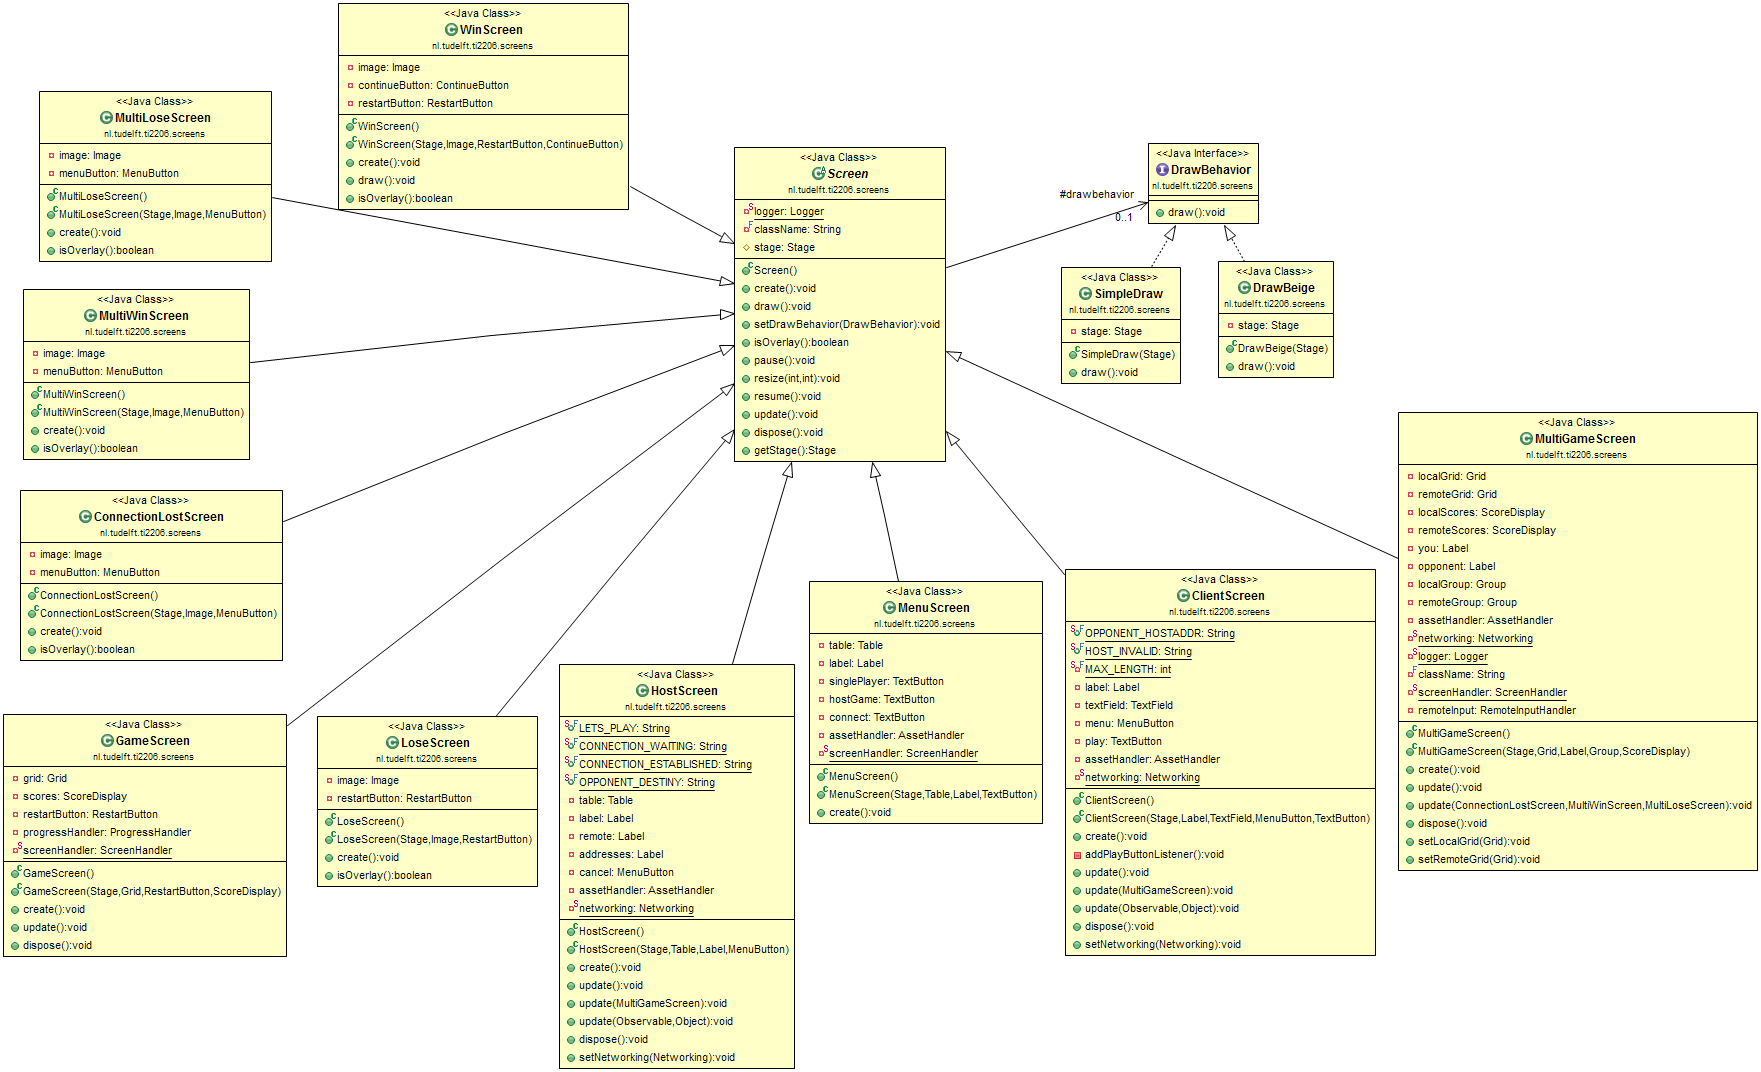 <<Java Class>>
WinScreen
nl.tudelft.ti2206.screens
image: Image
continueButton: ContinueButton
restartButton: RestartButton
WinScreen()
WinScreen(Stage,Image,RestartButton,ContinueButton)
create():void
draw():void
isOverlay():boolean
<<Java Class>>
MultiLoseScreen
nl.tudelft.ti2206.screens
image: Image
menuButton: MenuButton
MultiLoseScreen()
MultiLoseScreen(Stage,Image,MenuButton)
create():void
isOverlay():boolean
<<Java Class>>
Screen
nl.tudelft.ti2206.screens
logger: Logger
className: String
stage: Stage
Screen()
create():void
draw():void
setDrawBehavior(DrawBehavior):void
isOverlay():boolean
pause():void
resize(int,int):void
resume():void
update():void
dispose():void
getStage():Stage
#drawbehavior
0..1
<<Java Interface>>
DrawBehavior
nl.tudelft.ti2206.screens
draw():void
<<Java Class>>
SimpleDraw
nl.tudelft.ti2206.screens
stage: Stage
SimpleDraw(Stage)
draw():void
<<Java Class>>
DrawBeige
nl.tudelft.ti2206.screens
stage: Stage
DrawBeige(Stage)
draw():void
<<Java Class>>
MultiWinScreen
nl.tudelft.ti2206.screens
image: Image
menuButton: MenuButton
MultiWinScreen()
MultiWinScreen(Stage,Image,MenuButton)
create():void
isOverlay():boolean
<<Java Class>>
ConnectionLostScreen
nl.tudelft.ti2206.screens
image: Image
menuButton: MenuButton
ConnectionLostScreen()
ConnectionLostScreen(Stage,Image,MenuButton)
create():void
isOverlay():boolean
<<Java Class>>
GameScreen
nl.tudelft.ti2206.screens
grid: Grid
scores: ScoreDisplay
restartButton: RestartButton
progressHandler: ProgressHandler
screenHandler: ScreenHandler
GameScreen()
GameScreen(Stage,Grid,RestartButton,ScoreDisplay)
create():void
update():void
dispose():void
<<Java Class>>
LoseScreen
nl.tudelft.ti2206.screens
image: Image
restartButton: RestartButton
LoseScreen()
LoseScreen(Stage,Image,RestartButton)
create():void
isOverlay():boolean
<<Java Class>>
HostScreen
nl.tudelft.ti2206.screens
LETS_PLAY: String
CONNECTION_WAITING: String
CONNECTION_ESTABLISHED: String
OPPONENT_DESTINY: String
table: Table
label: Label
remote: Label
addresses: Label
cancel: MenuButton
assetHandler: AssetHandler
networking: Networking
HostScreen()
HostScreen(Stage,Table,Label,MenuButton)
create():void
update():void
update(MultiGameScreen):void
update(Observable,Object):void
dispose():void
setNetworking(Networking):void
<<Java Class>>
MenuScreen
nl.tudelft.ti2206.screens
table: Table
label: Label
singlePlayer: TextButton
hostGame: TextButton
connect: TextButton
assetHandler: AssetHandler
screenHandler: ScreenHandler
MenuScreen()
MenuScreen(Stage,Table,Label,TextButton)
create():void
<<Java Class>>
ClientScreen
nl.tudelft.ti2206.screens
OPPONENT_HOSTADDR: String
HOST_INVALID: String
MAX_LENGTH: int
label: Label
textField: TextField
menu: MenuButton
play: TextButton
assetHandler: AssetHandler
networking: Networking
ClientScreen()
ClientScreen(Stage,Label,TextField,MenuButton,TextButton)
create():void
addPlayButtonListener():void
update():void
update(MultiGameScreen):void
update(Observable,Object):void
dispose():void
setNetworking(Networking):void
<<Java Class>>
MultiGameScreen
nl.tudelft.ti2206.screens
localGrid: Grid
remoteGrid: Grid
localScores: ScoreDisplay
remoteScores: ScoreDisplay
you: Label
opponent: Label
localGroup: Group
remoteGroup: Group
assetHandler: AssetHandler
networking: Networking
logger: Logger
className: String
screenHandler: ScreenHandler
remoteInput: RemoteInputHandler
MultiGameScreen()
MultiGameScreen(Stage,Grid,Label,Group,ScoreDisplay)
create():void
update():void
update(ConnectionLostScreen,MultiWinScreen,MultiLoseScreen):void
dispose():void
setLocalGrid(Grid):void
setRemoteGrid(Grid):void